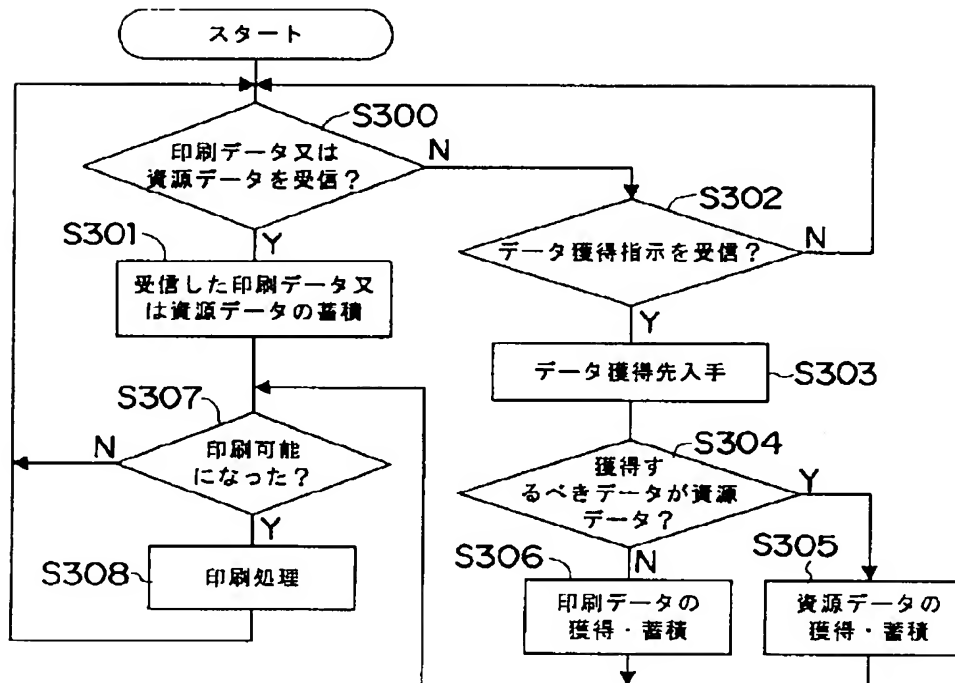 スタート
S300
印刷データ又は
資源データを受信？
N
Y
S301
受信した印刷データ又
は資源データの蓄積
S302
データ獲得指示を受信？
N
Y
データ獲得先入手
S303
S304
獲得す
るべきデータが資源
データ？
Y
N
S305
資源データの
獲得・蓄積
S306
印刷データの
獲得・蓄積
S307
印刷可能
になった？
N
Y
S308
印刷処理